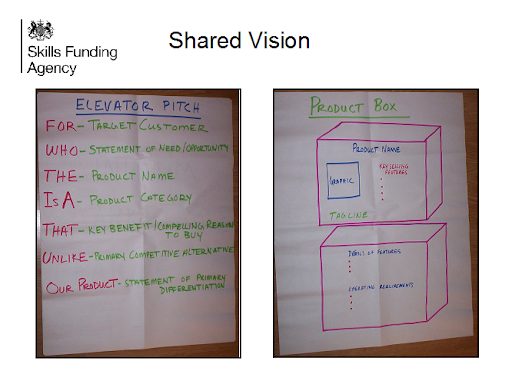 Skills Funding
Agency
Shared Vision
ELEVATOR PITCH
FOR - TARGET CUSTOMER
WHO - STATEMENT OF NEED/OPPORTUNITY
THE - PRODUCT NAME
IS A - PRODUCT CATEGORY
THAT - KEY BENEFIT/COMPELLING REASON
TO BUY
UNLIKE - PRIMARY COMPETITIVE ALTERNATIVE
OUR PRODUCT - STATEMENT OF PRIMARY
DIFFERENTIATION
PRODUCT BOX
PRODUCT NAME
KEY SELLING
FEATURES
GRAPHIC
TAGLINE
DETAILS OF FEATURES
OPERATING REQUIREMENTS